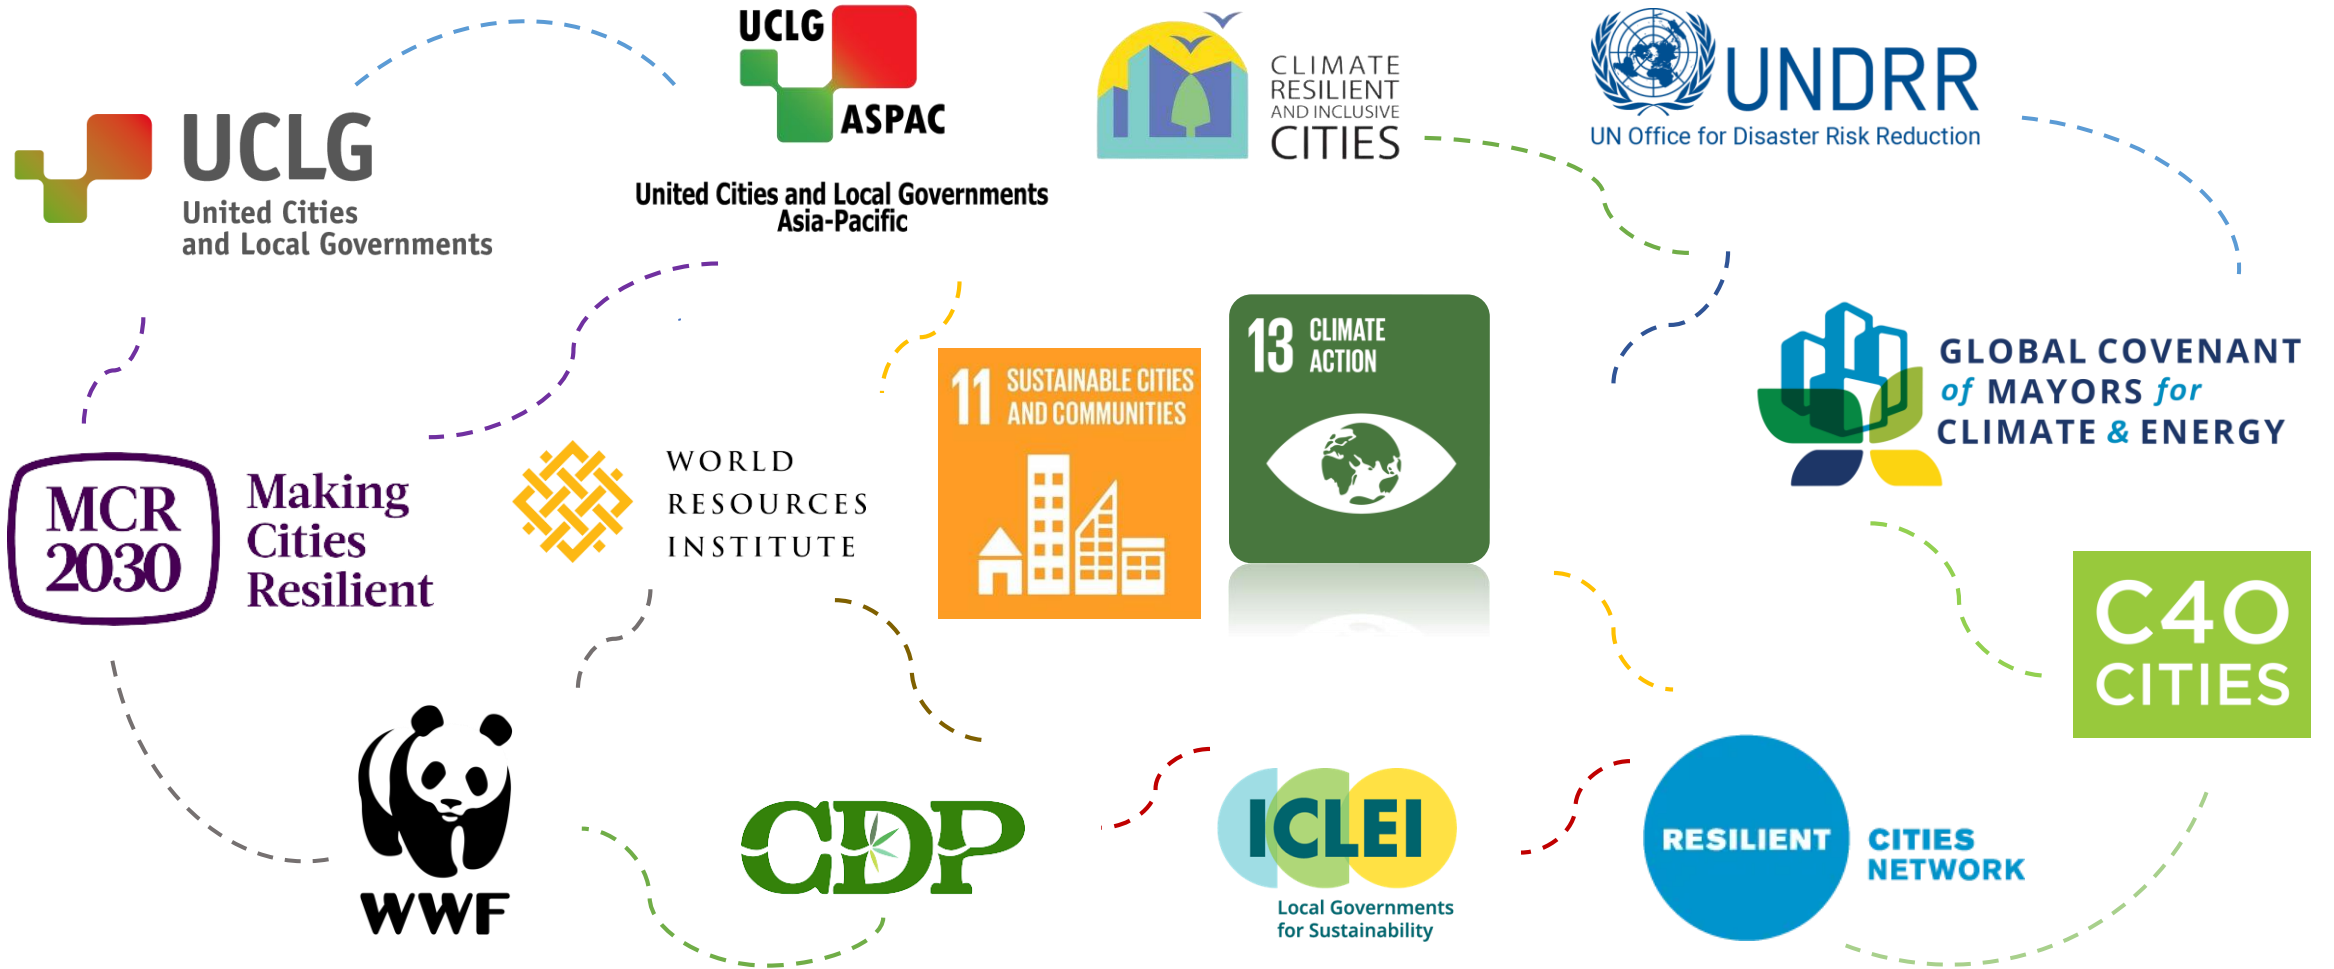 UCLG
United Cities
and Local Governments
UCLG
ASPAC
United Cities and Local Governments
Asia-Pacific
CLIMATE
RESILIENT
AND INCLUSIVE
CITIES
UNDRR
UN Office for Disaster Risk Reduction
MCR
2030
Making
Cities
Resilient
WORLD
RESOURCES
INSTITUTE
11 SUSTAINABLE CITIES
AND COMMUNITIES
13 CLIMATE
ACTION
GLOBAL COVENANT
of MAYORS for
CLIMATE & ENERGY
C40
CITIES
WWF
CDP
ICLEI
Local Governments
for Sustainability
RESILIENT
CITIES
NETWORK